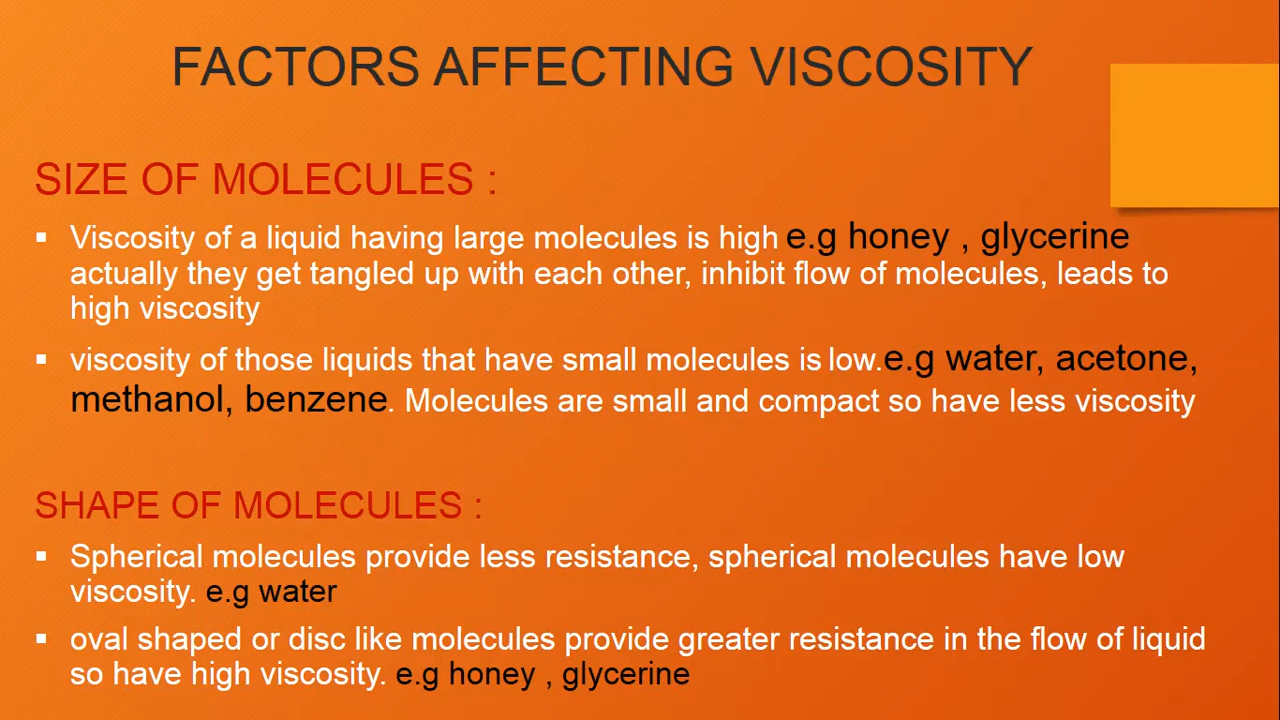 FACTORS AFFECTING VISCOSITY
SIZE OF MOLECULES :
▪ Viscosity of a liquid having large molecules is high e.g honey , glycerine
actually they get tangled up with each other, inhibit flow of molecules, leads to
high viscosity
▪ viscosity of those liquids that have small molecules is low.e.g water, acetone,
methanol, benzene. Molecules are small and compact so have less viscosity
SHAPE OF MOLECULES :
▪ Spherical molecules provide less resistance, spherical molecules have low
viscosity. e.g water
▪ oval shaped or disc like molecules provide greater resistance in the flow of liquid
so have high viscosity. e.g honey , glycerine